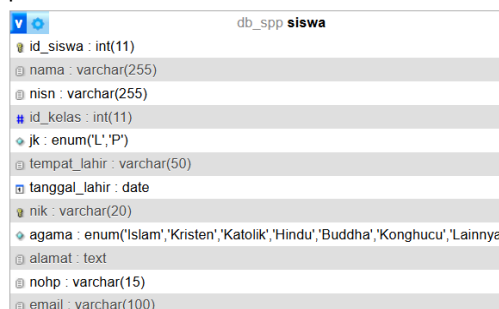 v db_spp siswa
id_siswa : int(11)
nama : varchar(255)
nisn : varchar(255)
# id_kelas : int(11)
jk : enum('L','P')
tempat_lahir : varchar(50)
tanggal_lahir : date
nik : varchar(20)
agama : enum('Islam','Kristen','Katolik','Hindu','Buddha','Konghucu','Lainnya
alamat : text
nohp : varchar(15)
email : varchar(100)